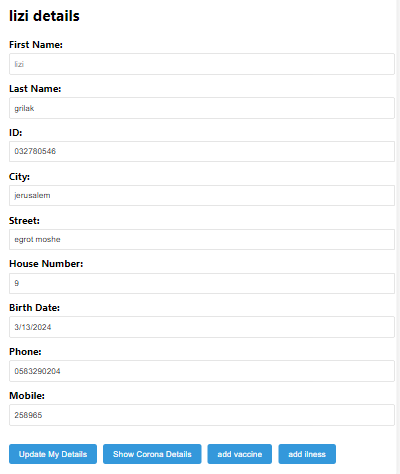 lizi details
First Name:
lizi
Last Name:
grilak
ID:
032780546
City:
jerusalem
Street:
egrot moshe
House Number:
9
Birth Date:
3/13/2024
Phone:
0583290204
Mobile:
258965
Update My Details Show Corona Details add vaccine add ilness